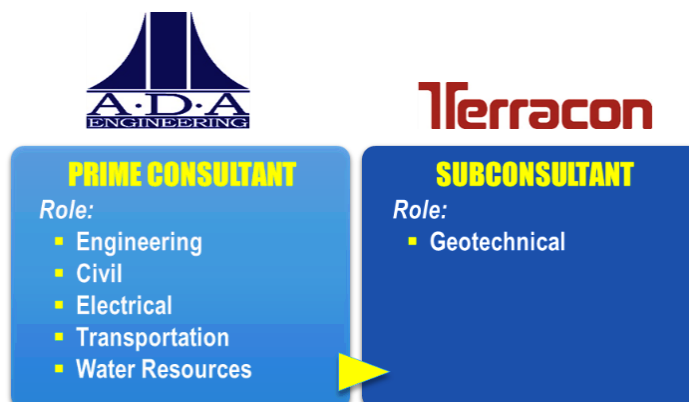 A·D·A
ENGINEERING
Terracon
PRIME CONSULTANT
Role:
Engineering
Civil
Electrical
Transportation
Water Resources
SUBCONSULTANT
Role:
Geotechnical